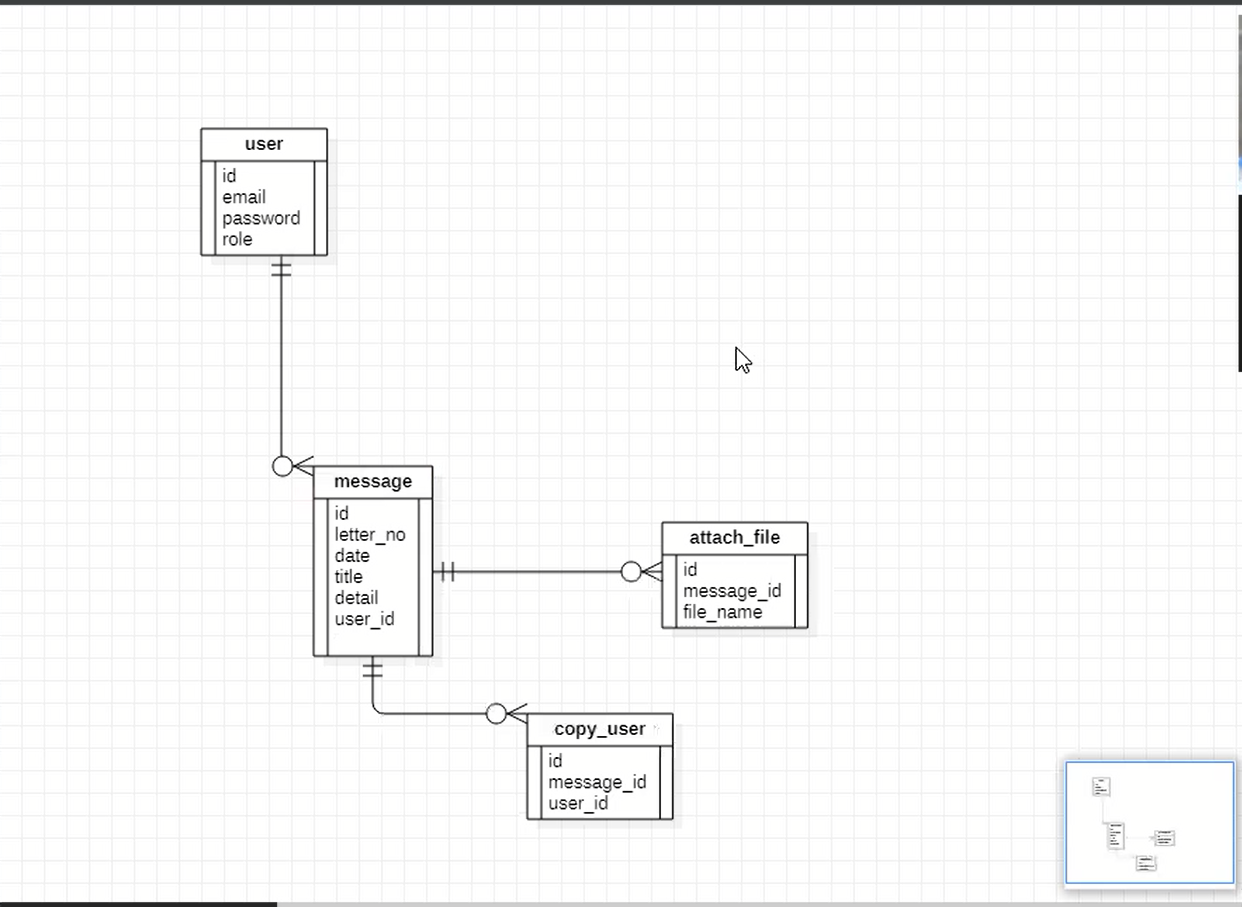 user
id
email
password
role
message
id
letter_no
date
title
detail
user_id
attach_file
id
message_id
file_name
copy_user
id
message_id
user_id